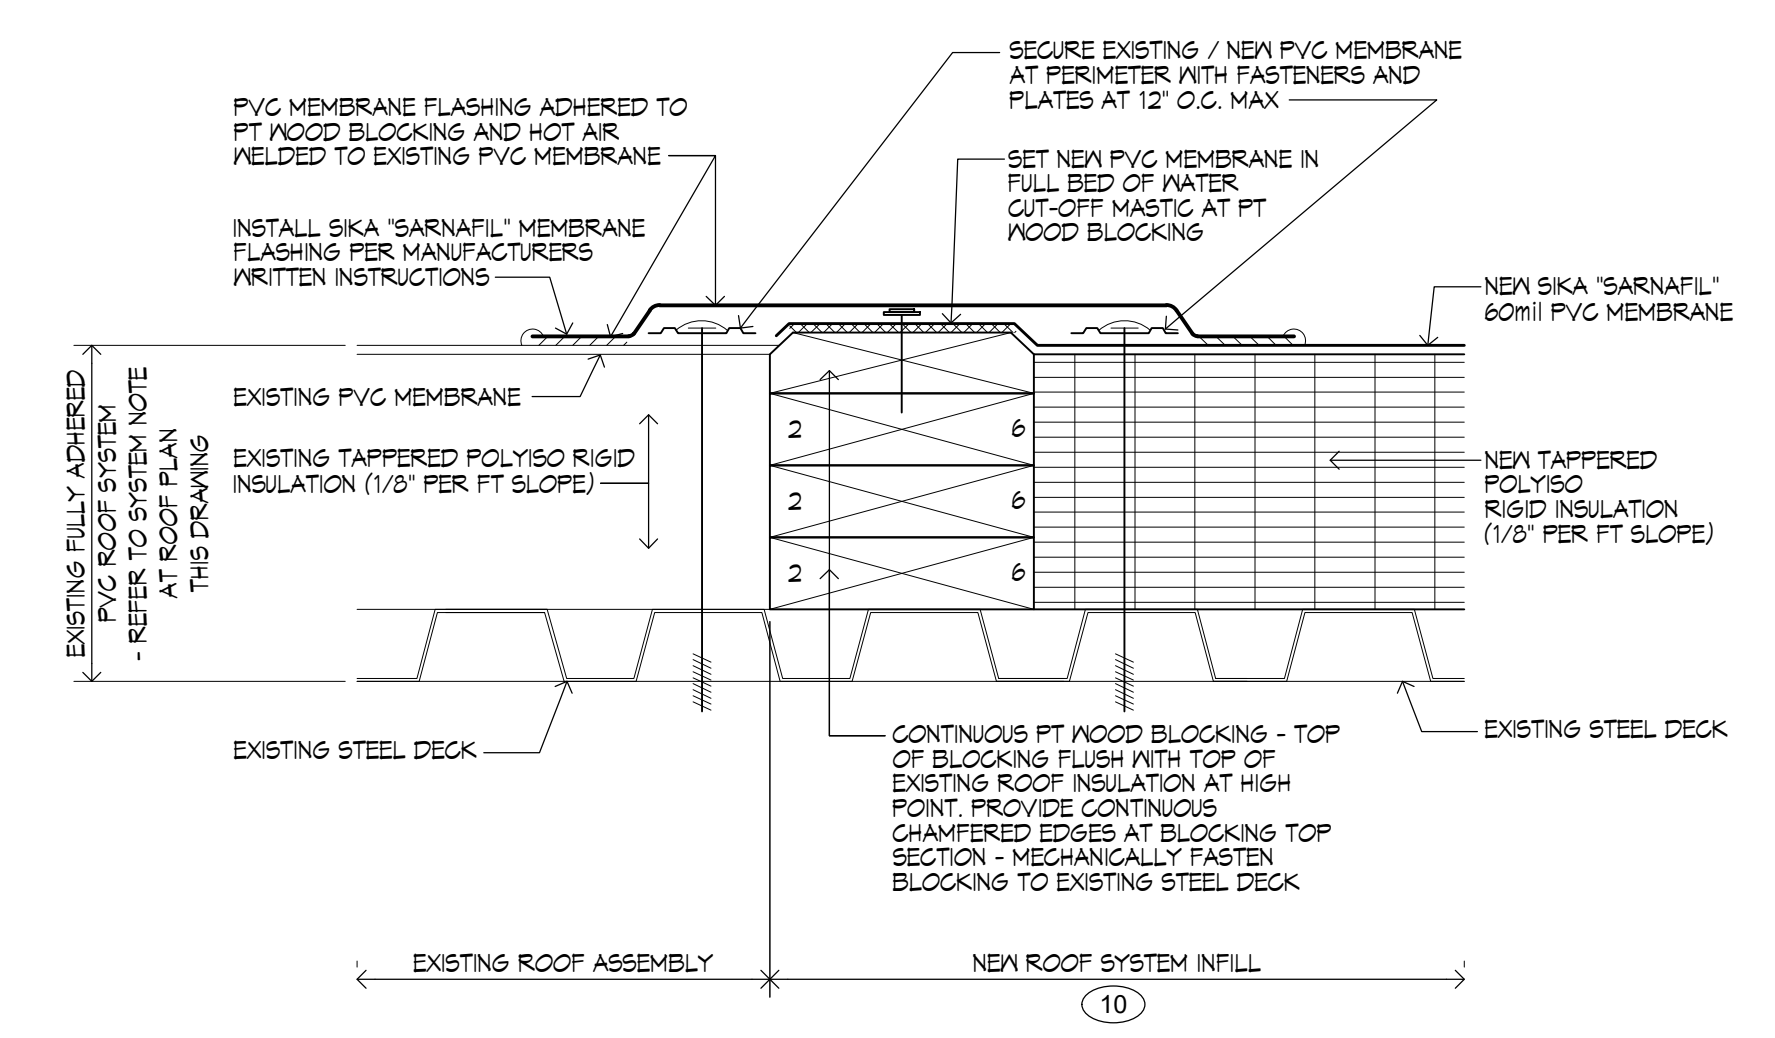 SECURE EXISTING / NEW PVC MEMBRANE
AT PERIMETER WITH FASTENERS AND
PLATES AT 12" O.C. MAX
PVC MEMBRANE FLASHING ADHERED TO
PT WOOD BLOCKING AND HOT AIR
WELDED TO EXISTING PVC MEMBRANE
SET NEW PVC MEMBRANE IN
FULL BED OF WATER
CUT-OFF MASTIC AT PT
WOOD BLOCKING
INSTALL SIKA "SARNAFIL" MEMBRANE
FLASHING PER MANUFACTURERS
WRITTEN INSTRUCTIONS
NEW SIKA "SARNAFIL"
60mil PVC MEMBRANE
EXISTING FULLY ADHERED
PVC ROOF SYSTEM
- REFER TO SYSTEM NOTE
AT ROOF PLAN
THIS DRAWING
EXISTING PVC MEMBRANE
EXISTING TAPPERED POLYISO RIGID
INSULATION (1/8" PER FT SLOPE)
2 6
2 6
2 6
NEW TAPPERED
POLYISO
RIGID INSULATION
(1/8" PER FT SLOPE)
EXISTING STEEL DECK
CONTINUOUS PT WOOD BLOCKING - TOP
OF BLOCKING FLUSH WITH TOP OF
EXISTING ROOF INSULATION AT HIGH
POINT. PROVIDE CONTINUOUS
CHAMFERED EDGES AT BLOCKING TOP
SECTION - MECHANICALLY FASTEN
BLOCKING TO EXISTING STEEL DECK
EXISTING STEEL DECK
EXISTING ROOF ASSEMBLY
NEW ROOF SYSTEM INFILL
10